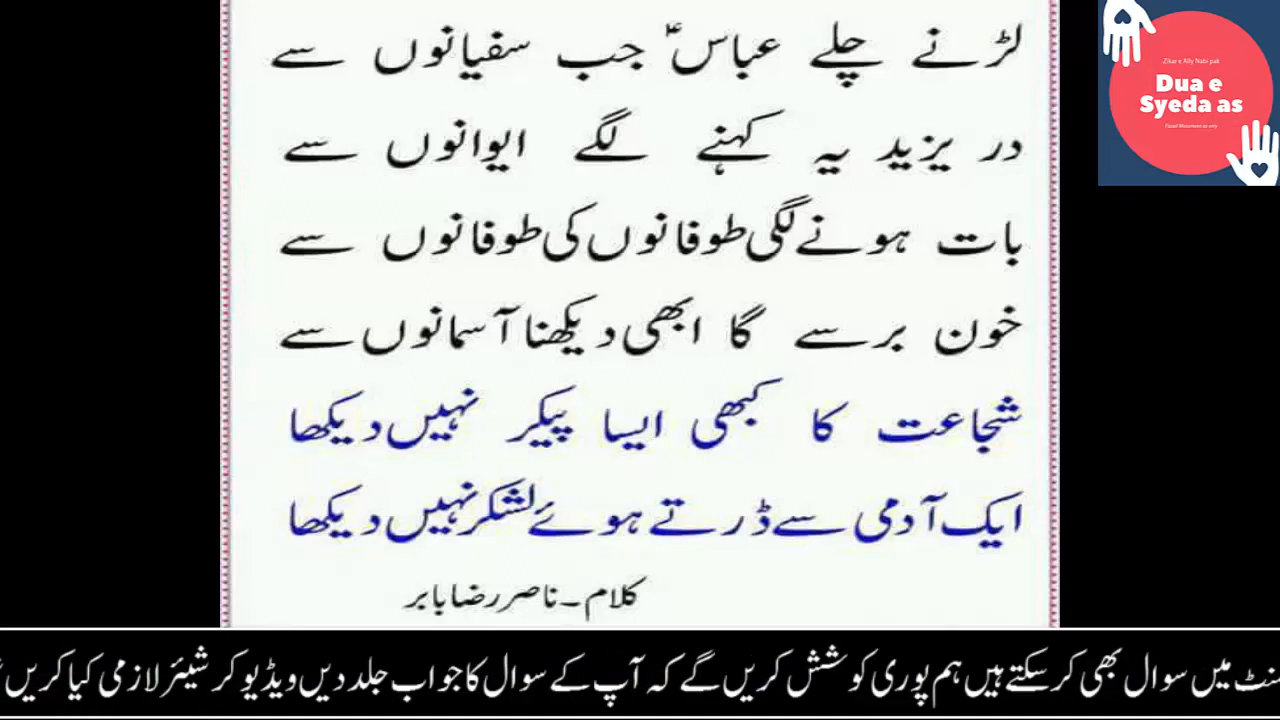 لڑنے چلے عباسؑ جب سفیانوں سے
در یزید یہ کہنے لگے ایوانوں سے
بات ہونے لگی طوفانوں کی طوفانوں سے
خون برسے گا ابھی دیکھنا آسمانوں سے
شجاعت کا کبھی ایسا پیکر نہیں دیکھا
ایک آدمی سے ڈرتے ہوئے لشکر نہیں دیکھا
کلام۔ناصر رضا بابر
Zikar e Ally Nabi pak
Dua e
Syeda as
میں سوال بھی کر سکتے ہیں ہم پوری کوشش کریں گے کہ آپ کے سوال کا جواب جلد دیں ویڈیو کر شیئر لازمی کیا کریں